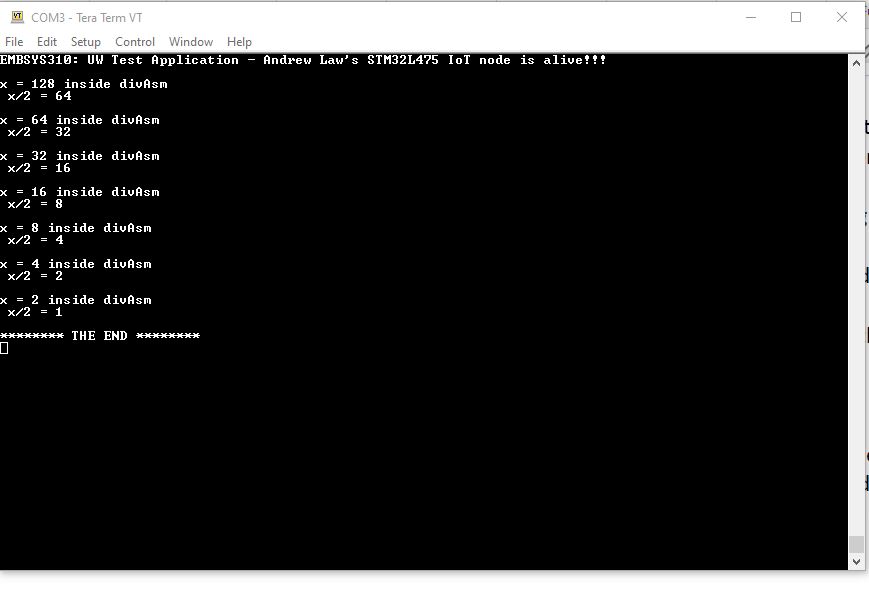 COM3 - Tera Term VT
File Edit Setup Control Window Help
EMBSYS310: UW Test Application - Andrew Law's STM32L475 IoT node is alive!!!
x = 128 inside divAsm
x/2 = 64
x = 64 inside divAsm
x/2 = 32
x = 32 inside divAsm
x/2 = 16
x = 16 inside divAsm
x/2 = 8
x = 8 inside divAsm
x/2 = 4
x = 4 inside divAsm
x/2 = 2
x = 2 inside divAsm
x/2 = 1
******** THE END ********